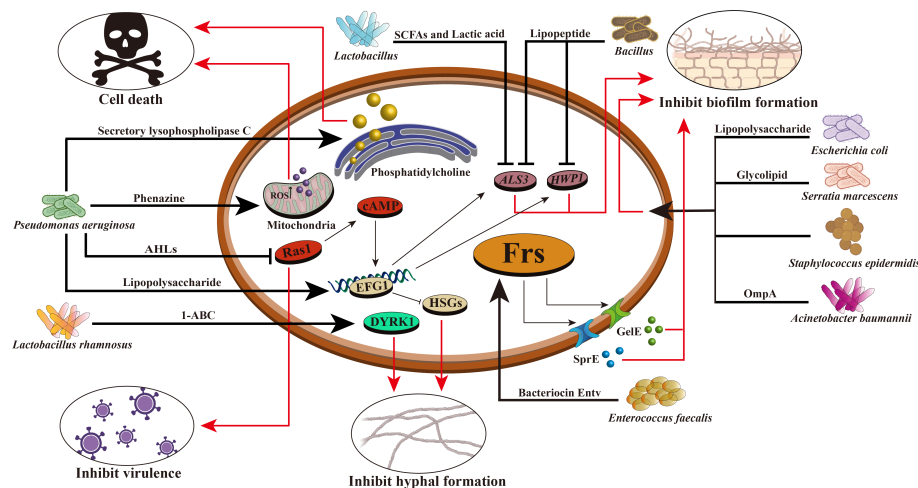 SCFAs and Lactic acid
Lipopeptide
Lactobacillus
Bacillus
Cell death
Inhibit biofilm formation
Secretory lysophospholipase C
Lipopolysaccharide
Escherichia coli
Phosphatidylcholine
ALS3
HWP1
Glycolipid
Serratia marcescens
Phenazine
ROS
Mitochondria
cAMP
Pseudomonas aeruginosa
AHLs
Ras1
Frs
Staphylococcus epidermidis
Lipopolysaccharide
EFG1
HSGs
OmpA
Acinetobacter baumannii
1-ABC
DYRK1
Lactobacillus rhamnosus
GelE
SprE
Bacteriocin Entv
Enterococcus faecalis
Inhibit virulence
Inhibit hyphal formation